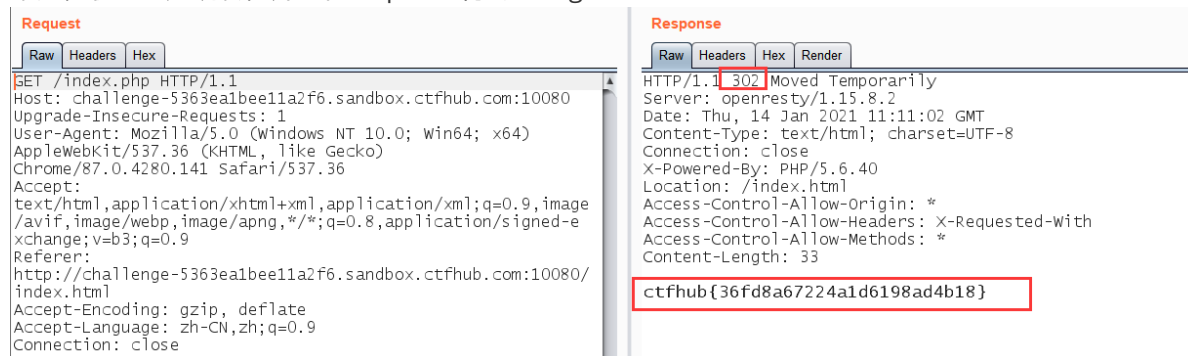 Request
Raw Headers Hex
GET /index.php HTTP/1.1
Host: challenge-5363ea1bee11a2f6.sandbox.ctfhub.com:10080
Upgrade-Insecure-Requests: 1
User-Agent: Mozilla/5.0 (Windows NT 10.0; Win64; x64)
AppleWebKit/537.36 (KHTML, like Gecko)
Chrome/87.0.4280.141 Safari/537.36
Accept:
text/html,application/xhtml+xml,application/xml;q=0.9,image
/avif,image/webp,image/apng,*/*;q=0.8,application/signed-e
xchange;v=b3;q=0.9
Referer:
http://challenge-5363ea1bee11a2f6.sandbox.ctfhub.com:10080/
index.html
Accept-Encoding: gzip, deflate
Accept-Language: zh-CN,zh;q=0.9
Connection: close
Response
Raw Headers Hex Render
HTTP/1.1 302 Moved Temporarily
Server: openresty/1.15.8.2
Date: Thu, 14 Jan 2021 11:11:02 GMT
Content-Type: text/html; charset=UTF-8
Connection: close
X-Powered-By: PHP/5.6.40
Location: /index.html
Access-Control-Allow-Origin: *
Access-Control-Allow-Headers: X-Requested-With
Access-Control-Allow-Methods: *
Content-Length: 33
ctfhub{36fd8a67224a1d6198ad4b18}